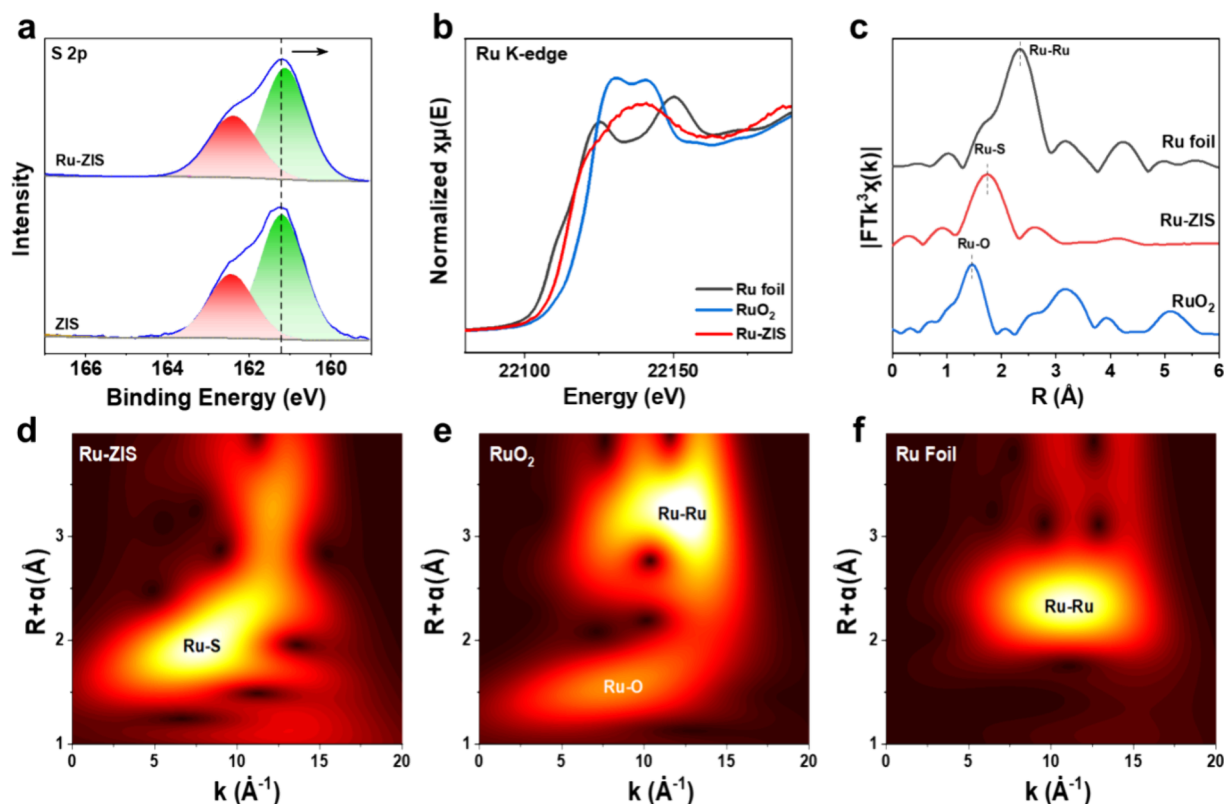 a
S 2p
Ru-ZIS
ZIS
Intensity
166 164 162 160
Binding Energy (eV)
b
Ru K-edge
Normalized xμ(E)
Ru foil
RuO₂
Ru-ZIS
22100 22150
Energy (eV)
c
Ru-Ru
Ru foil
Ru-S
Ru-ZIS
Ru-O
RuO₂
|FTk³χ(k)|
0 1 2 3 4 5 6
R (Å)
d
Ru-ZIS
Ru-S
R+α(Å)
3
2
1
0 5 10 15 20
k (Å⁻¹)
e
RuO₂
Ru-Ru
Ru-O
R+α(Å)
3
2
1
0 5 10 15 20
k (Å⁻¹)
f
Ru Foil
Ru-Ru
R+α(Å)
3
2
1
0 5 10 15 20
k (Å⁻¹)